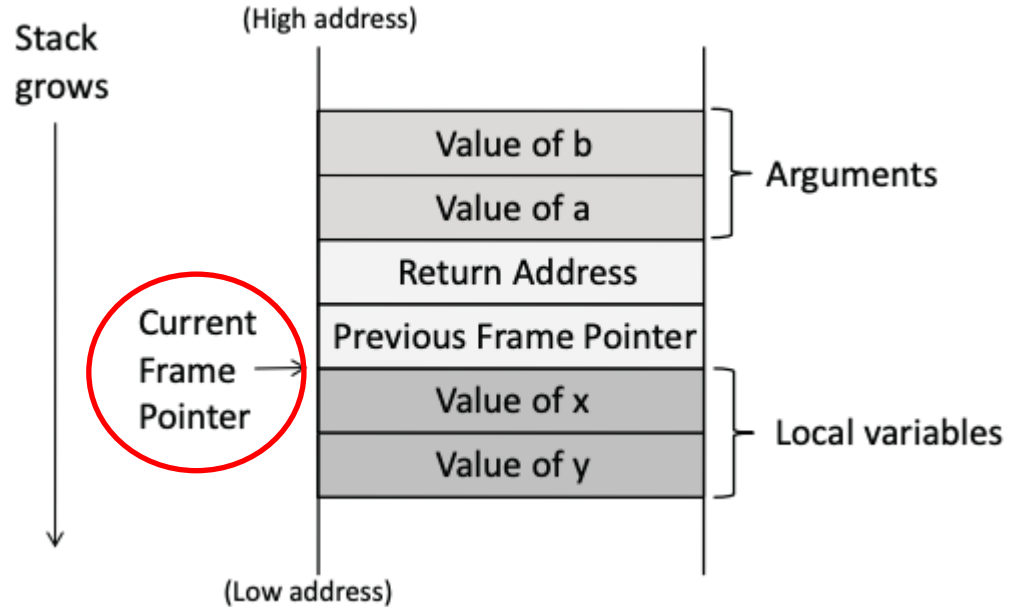 (High address)
Stack
grows
Value of b
Value of a
Arguments
Return Address
Previous Frame Pointer
Current
Frame
Pointer
Value of x
Value of y
Local variables
(Low address)